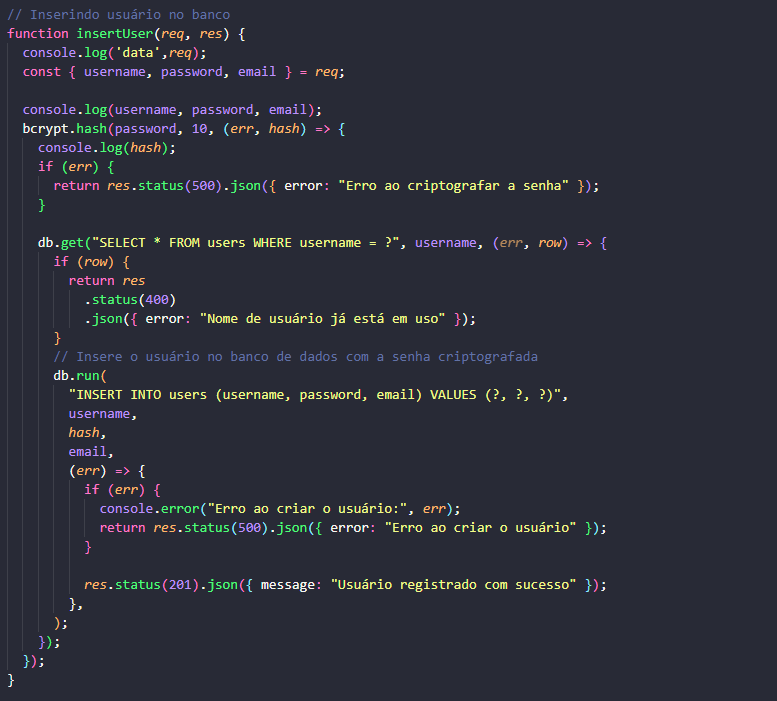 // Inserindo usuário no banco
function insertUser(req, res) {
  console.log('data',req);
  const { username, password, email } = req;

  console.log(username, password, email);
  bcrypt.hash(password, 10, (err, hash) => {
    console.log(hash);
    if (err) {
      return res.status(500).json({ error: "Erro ao criptografar a senha" });
    }

    db.get("SELECT * FROM users WHERE username = ?", username, (err, row) => {
      if (row) {
        return res
          .status(400)
          .json({ error: "Nome de usuário já está em uso" });
      }
      // Insere o usuário no banco de dados com a senha criptografada
      db.run(
        "INSERT INTO users (username, password, email) VALUES (?, ?, ?)",
        username,
        hash,
        email,
        (err) => {
          if (err) {
            console.error("Erro ao criar o usuário:", err);
            return res.status(500).json({ error: "Erro ao criar o usuário" });
          }

          res.status(201).json({ message: "Usuário registrado com sucesso" });
        },
      );
    });
  });
}